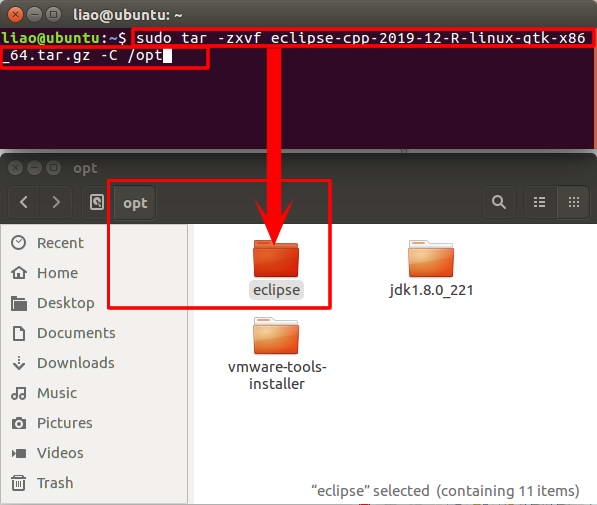 liao@ubuntu: ~
liao@ubuntu:~$ sudo tar -zxvf eclipse-cpp-2019-12-R-linux-gtk-x86
_64.tar.gz -C /opt
opt
opt
Recent
Home
Desktop
Documents
Downloads
Music
Pictures
Videos
Trash
eclipse
jdk1.8.0_221
vmware-tools-
installer
“eclipse” selected (containing 11 items)